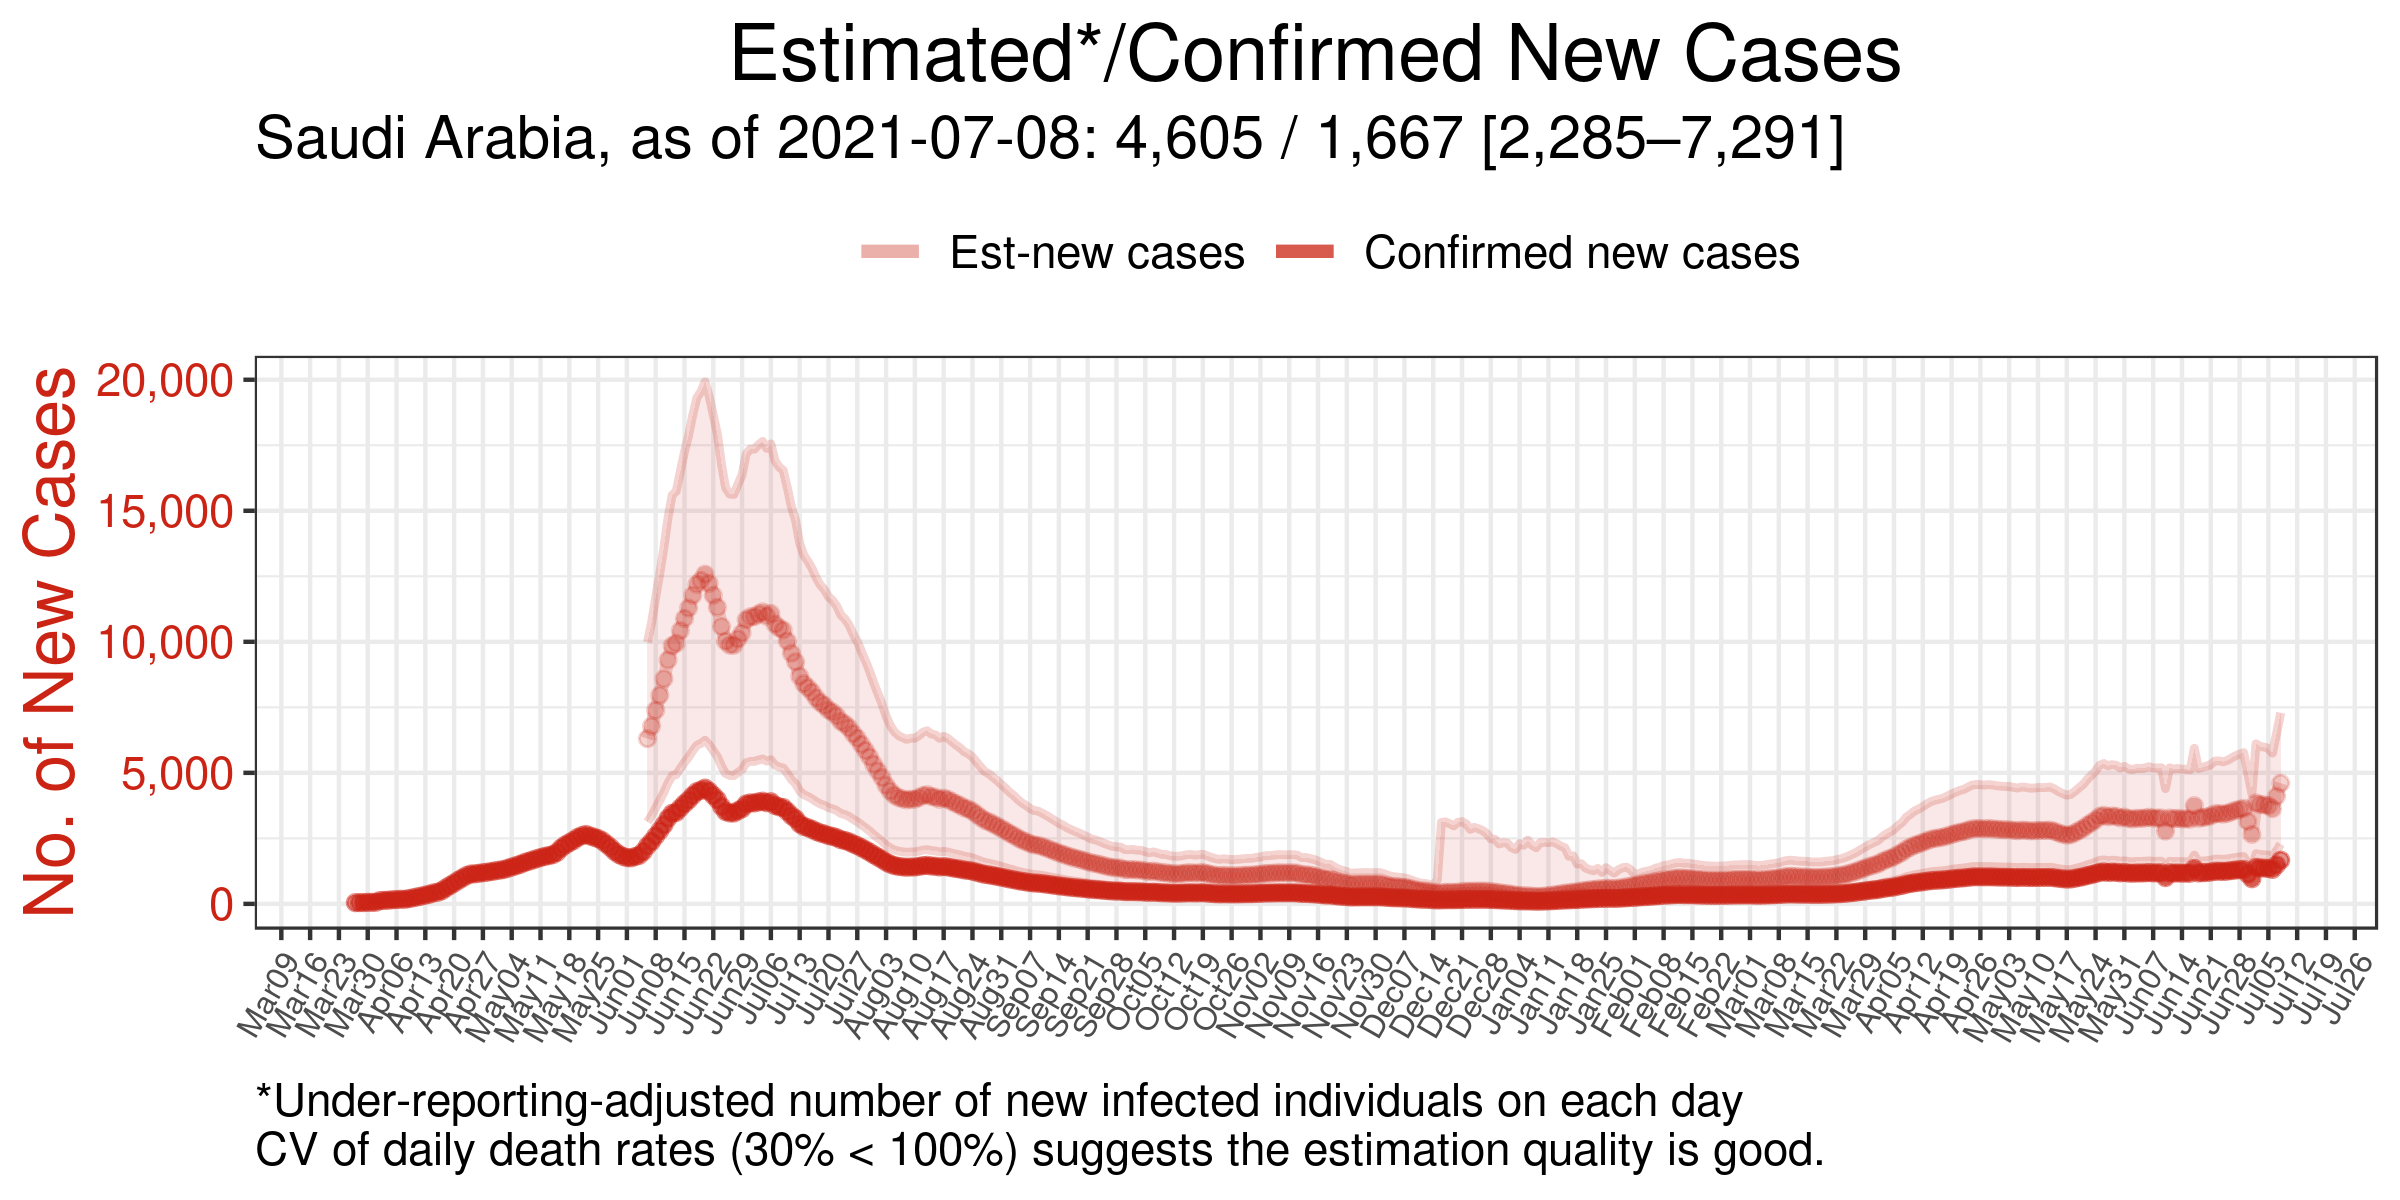 Estimated*/Confirmed New Cases
Saudi Arabia, as of 2021-07-08: 4,605 / 1,667 [2,285–7,291]
Est-new cases Confirmed new cases
No. of New Cases
20,000
15,000
10,000
5,000
0
Mar09 Mar16 Mar23 Mar30 Apr06 Apr13 Apr20 Apr27 May04 May11 May18 May25 Jun01 Jun08 Jun15 Jun22 Jun29 Jul06 Jul13 Jul20 Jul27 Aug03 Aug10 Aug17 Aug24 Aug31 Sep07 Sep14 Sep21 Sep28 Oct05 Oct12 Oct19 Oct26 Nov02 Nov09 Nov16 Nov23 Nov30 Dec07 Dec14 Dec21 Dec28 Jan04 Jan11 Jan18 Jan25 Feb01 Feb08 Feb15 Feb22 Mar01 Mar08 Mar15 Mar22 Mar29 Apr05 Apr12 Apr19 Apr26 May03 May10 May17 May24 May31 Jun07 Jun14 Jun21 Jun28 Jul05 Jul12 Jul19 Jul26
*Under-reporting-adjusted number of new infected individuals on each day
CV of daily death rates (30% < 100%) suggests the estimation quality is good.